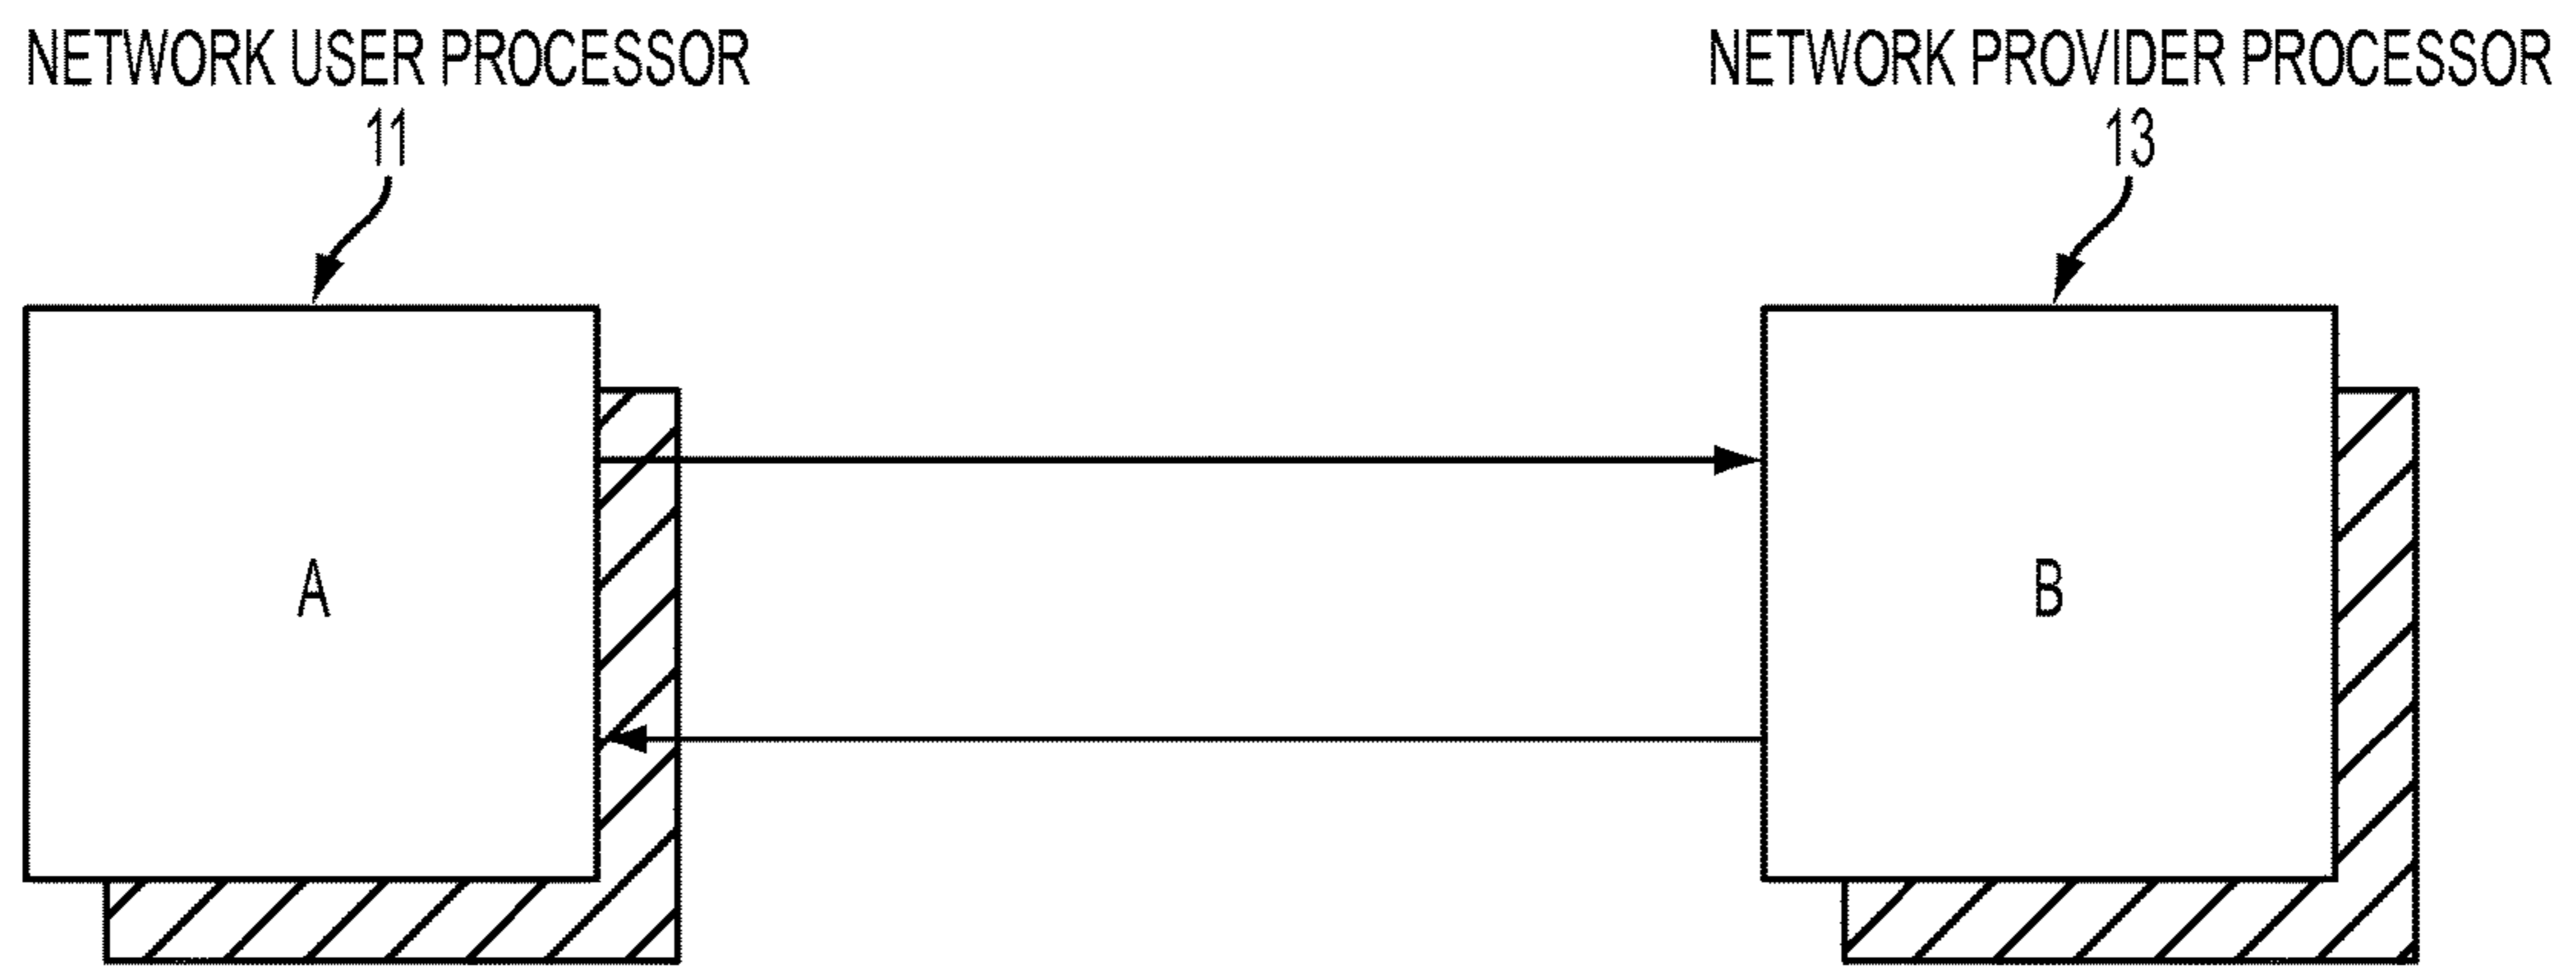 NETWORK USER PROCESSOR
11
NETWORK PROVIDER PROCESSOR
13
A
B